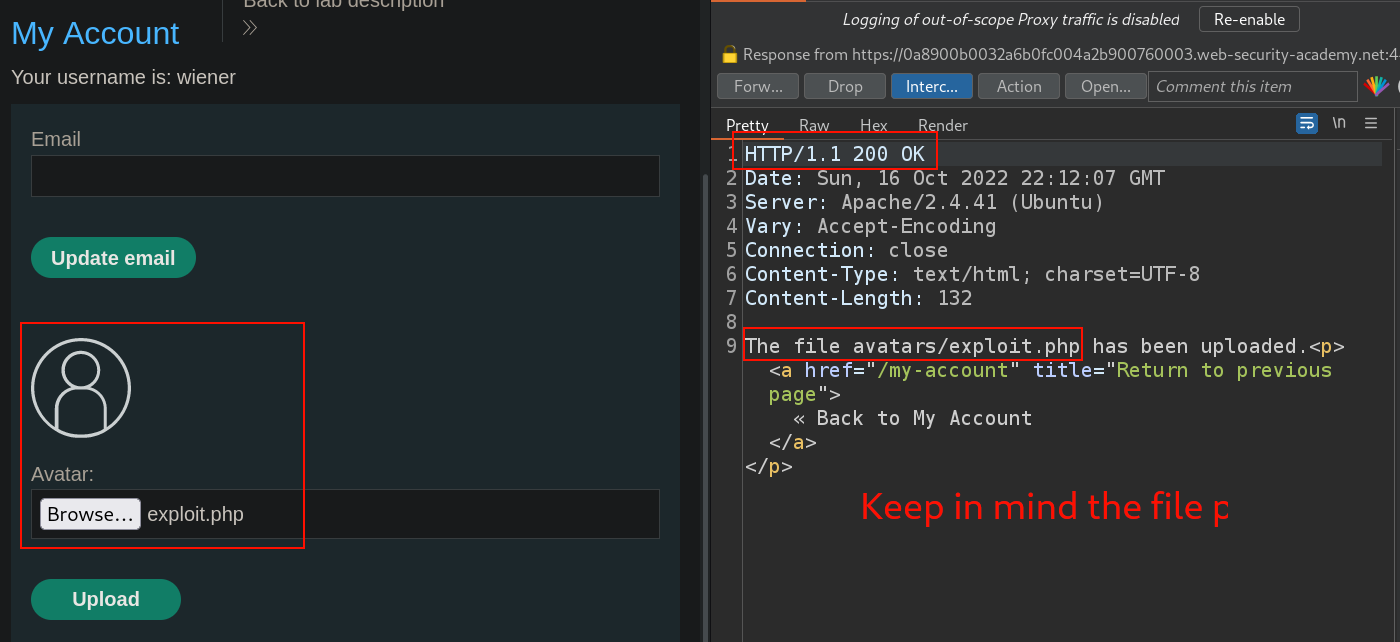 Back to lab description
»
My Account
Your username is: wiener
Email
Update email
Avatar:
Browse... exploit.php
Upload
Logging of out-of-scope Proxy traffic is disabled Re-enable
Response from https://0a8900b0032a6b0fc004a2b900760003.web-security-academy.net:4
Forw... Drop Interc... Action Open... Comment this item
Pretty Raw Hex Render \n
1 HTTP/1.1 200 OK
2 Date: Sun, 16 Oct 2022 22:12:07 GMT
3 Server: Apache/2.4.41 (Ubuntu)
4 Vary: Accept-Encoding
5 Connection: close
6 Content-Type: text/html; charset=UTF-8
7 Content-Length: 132
8
9 The file avatars/exploit.php has been uploaded.<p>
<a href="/my-account" title="Return to previous
page">
« Back to My Account
</a>
</p>
Keep in mind the file p